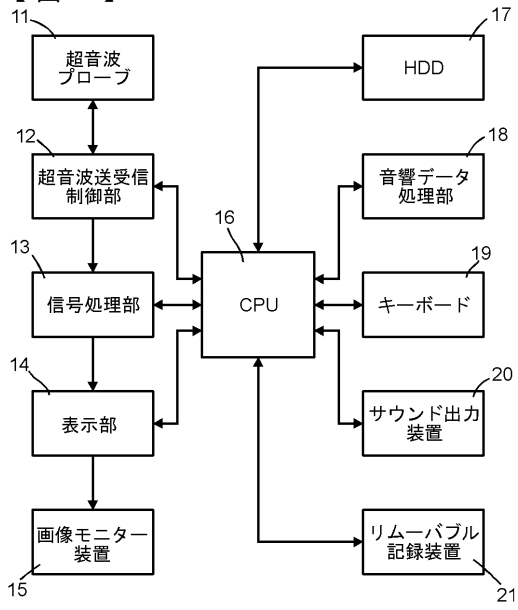 11
超音波
プローブ
12
超音波送受信
制御部
13
信号処理部
14
表示部
画像モニター
装置
15
16
CPU
17
HDD
18
音響データ
処理部
19
キーボード
20
サウンド出力
装置
リムーバブル
記録装置
21